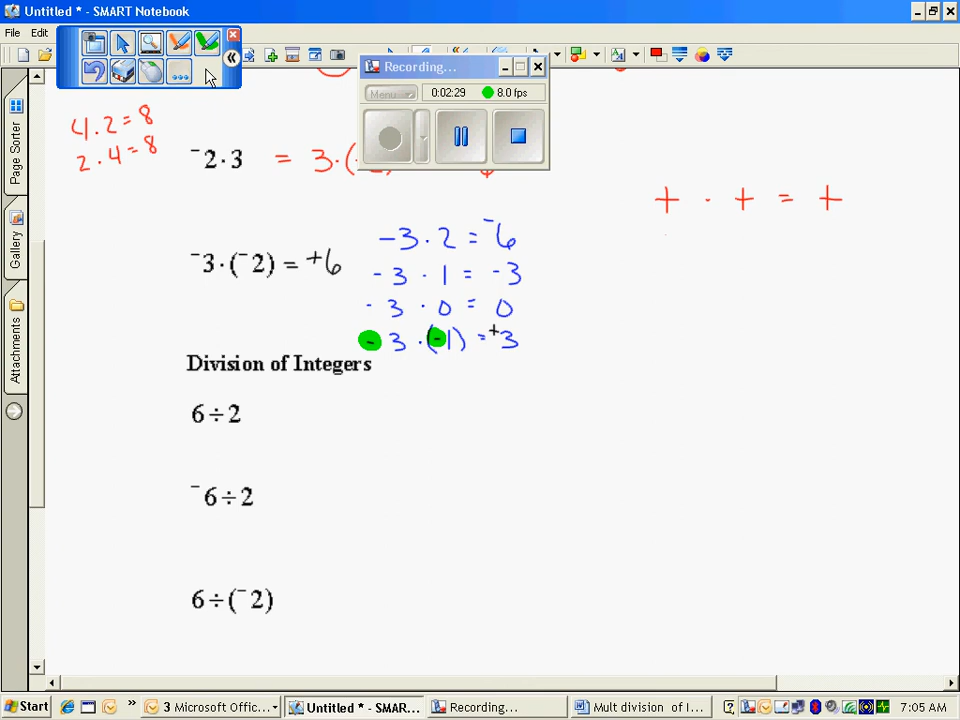 Untitled * - SMART Notebook
File Edit
Recording...
Menu 0:02:29 8.0 fps
Page Sorter
Gallery
Attachments
4 · 2 = 8
2 · 4 = 8
⁻2 · 3 = 3 · (-
+ · + = +
⁻3 · (⁻2) = +6
-3 · 2 = ⁻6
-3 · 1 = -3
-3 · 0 = 0
-3 · (-1) = +3
Division of Integers
6 ÷ 2
⁻6 ÷ 2
6 ÷ (⁻2)
Start 3 Microsoft Offic... Untitled * - SMAR... Recording... Mult division of I... 7:05 AM